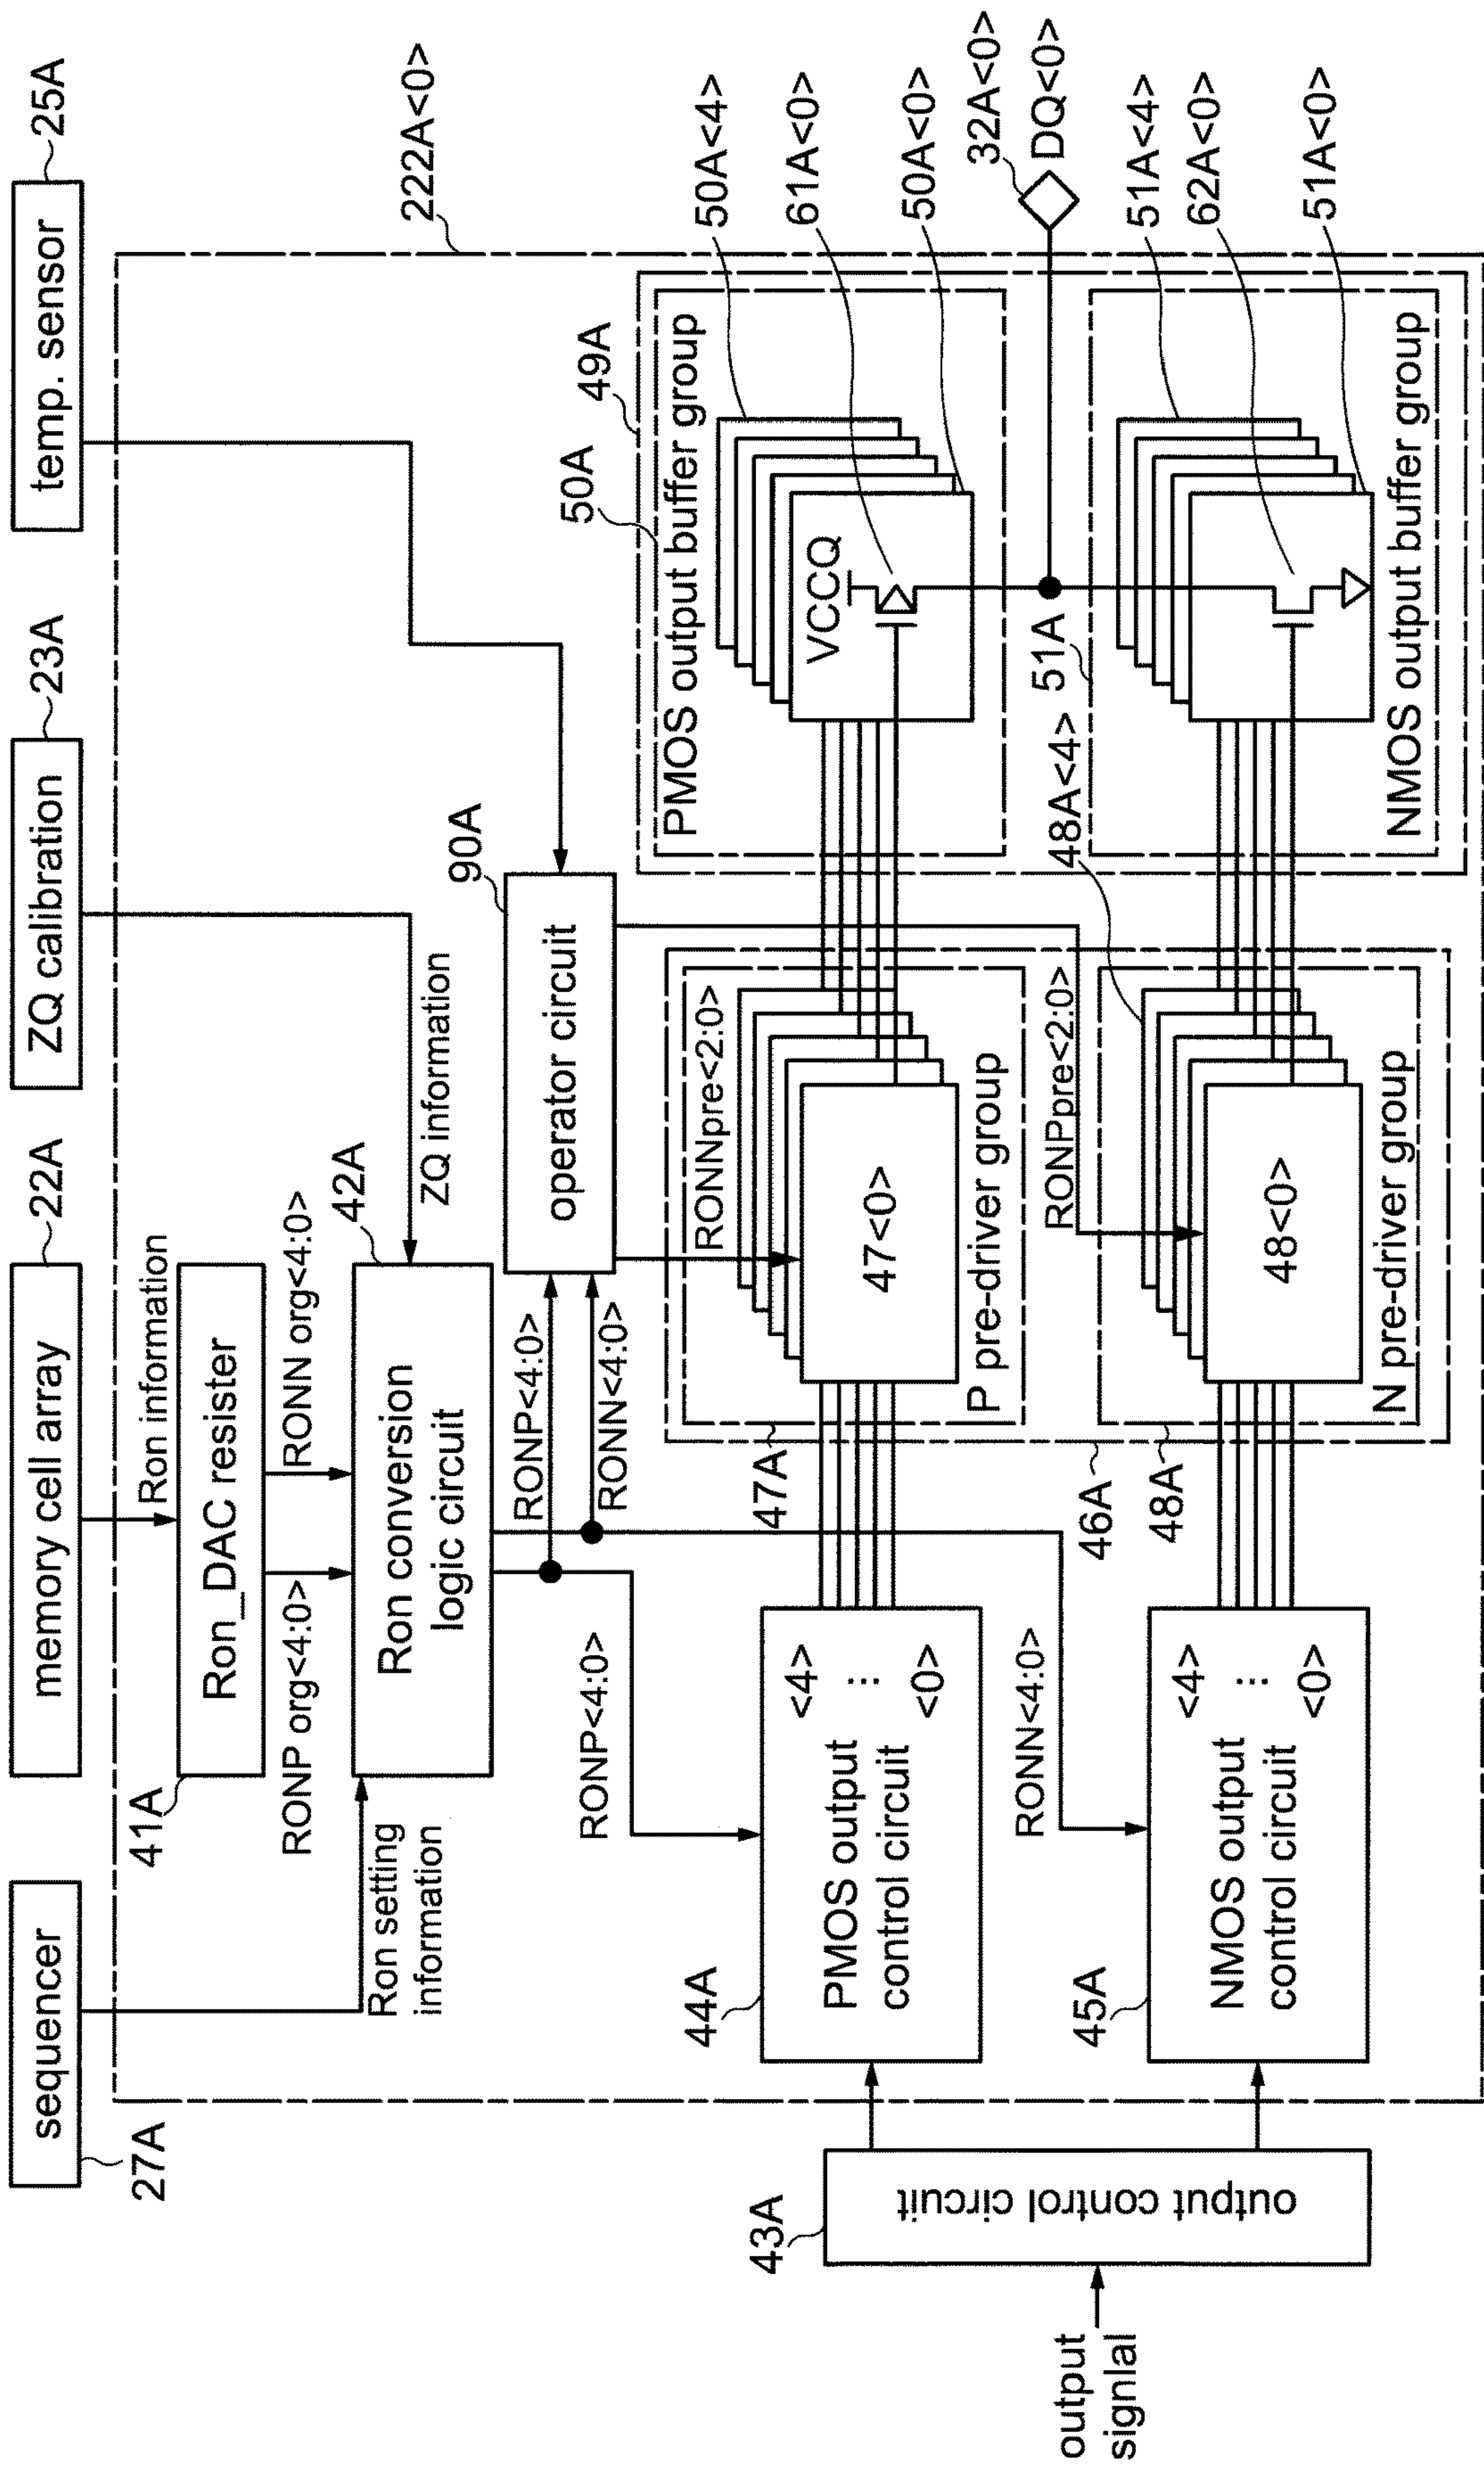 27A
sequencer
memory cell array
22A
ZQ calibration
23A
temp. sensor
25A
222A<0>
Ron information
41A
Ron_DAC resister
RONP org<4:0>
RONN org<4:0>
Ron setting
information
Ron conversion
logic circuit
42A
ZQ information
RONP<4:0>
RONN<4:0>
operator circuit
90A
RONP<4:0>
RONN<4:0>
output
signlal
43A
output control circuit
44A
PMOS output
control circuit
<4>
⋮
<0>
45A
NMOS output
control circuit
<4>
⋮
<0>
46A
47A
RONNpre<2:0>
47<0>
P pre-driver group
48A
RONPpre<2:0>
48A<4>
48<0>
N pre-driver group
49A
50A
PMOS output buffer group
VCCQ
50A<4>
61A<0>
50A<0>
32A<0>
DQ<0>
51A
51A<4>
62A<0>
51A<0>
NMOS output buffer group